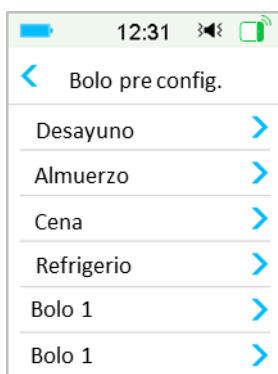 12:31
Bolo pre config.
Desayuno
Almuerzo
Cena
Refrigerio
Bolo 1
Bolo 1